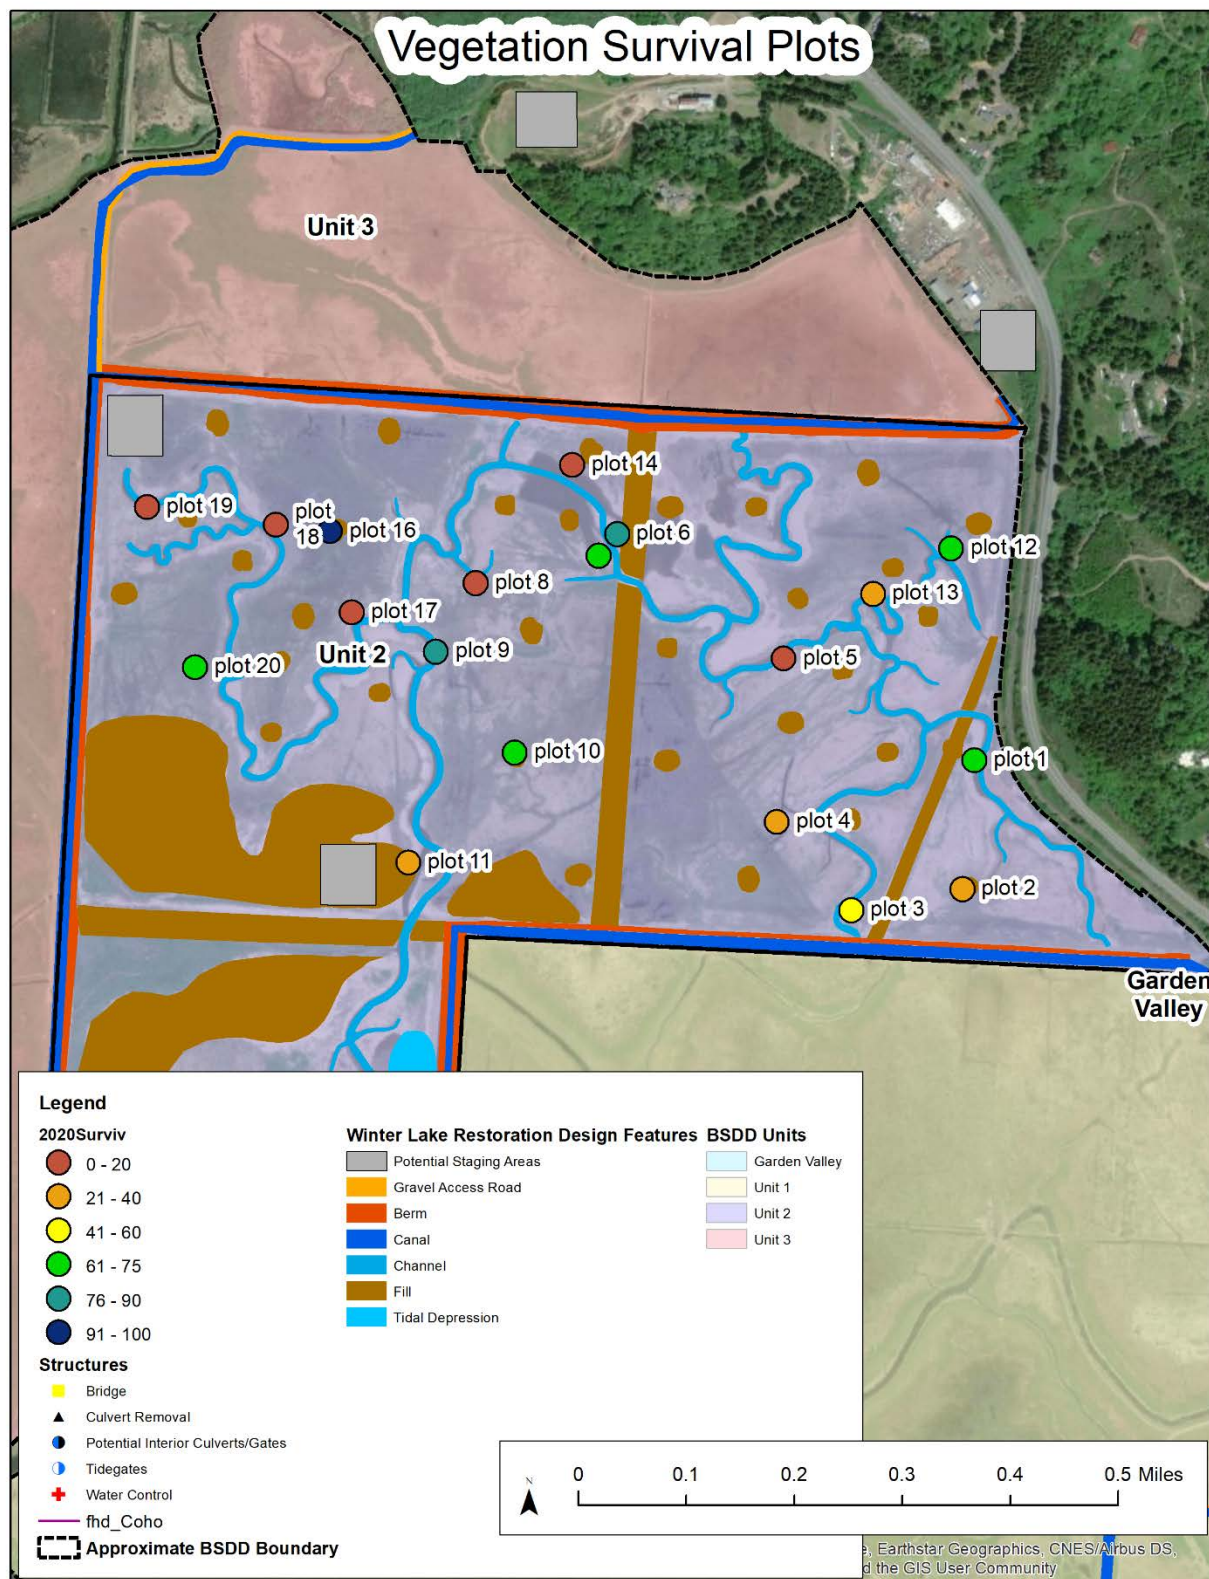 Vegetation Survival Plots
Unit 3
plot 14
plot 19
plot
18
plot 16
plot 6
plot 12
plot 8
plot 13
plot 17
Unit 2
plot 9
plot 5
plot 20
plot 10
plot 1
plot 4
plot 11
plot 2
plot 3
Garden
Valley
Legend
2020Surviv
0 - 20
21 - 40
41 - 60
61 - 75
76 - 90
91 - 100
Structures
Bridge
Culvert Removal
Potential Interior Culverts/Gates
Tidegates
Water Control
fhd_Coho
Approximate BSDD Boundary
Winter Lake Restoration Design Features
Potential Staging Areas
Gravel Access Road
Berm
Canal
Channel
Fill
Tidal Depression
BSDD Units
Garden Valley
Unit 1
Unit 2
Unit 3
N
0 0.1 0.2 0.3 0.4 0.5 Miles
, Earthstar Geographics, CNES/Airbus DS,
the GIS User Community